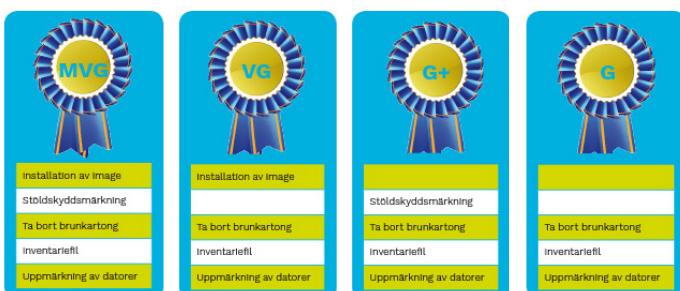 MVG
Installation av image
Stöldskyddsmärkning
Ta bort brunkartong
Inventariefil
Uppmärkning av datorer
VG
Installation av image
Ta bort brunkartong
Inventariefil
Uppmärkning av datorer
G+
Stöldskyddsmärkning
Ta bort brunkartong
Inventariefil
Uppmärkning av datorer
G
Ta bort brunkartong
Inventariefil
Uppmärkning av datorer